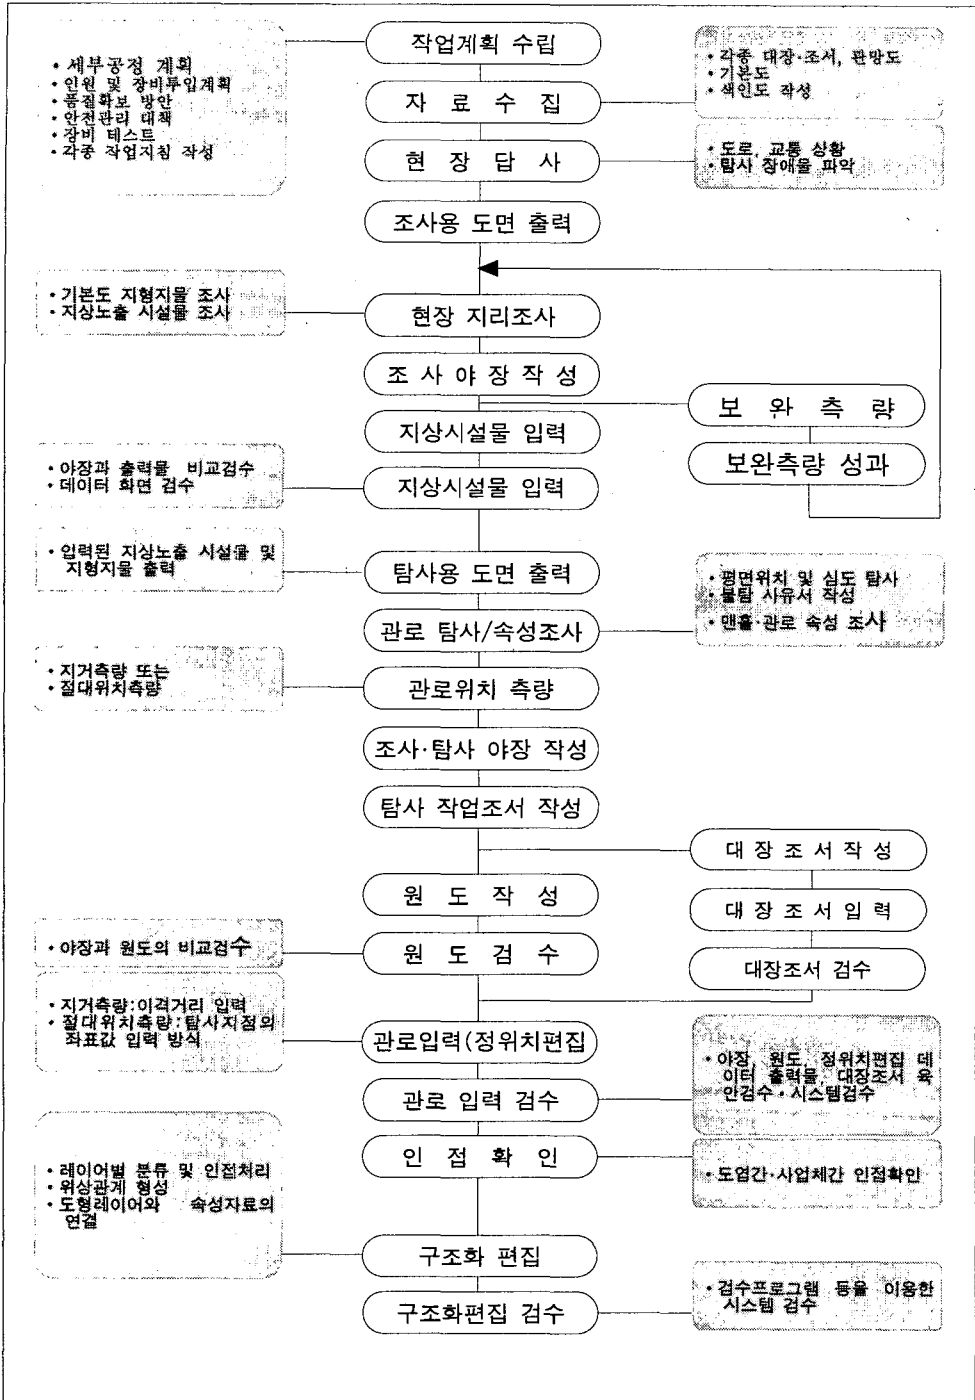 작업계획 수립
• 세부공정 계획
• 인원 및 장비투입계획
• 품질확보 방안
• 안전관리 대책
• 장비 테스트
• 각종 작업지침 작성
자 료 수 집
• 각종 대장·조서, 관망도
• 기본도
• 색인도 작성
현 장 답 사
• 도로, 교통 상황
• 탐사 장애물 파악
조사용 도면 출력
현장 지리조사
• 기본도 지형지물 조사
• 지상노출 시설물 조사
조 사 야 장 작 성
보 완 측 량
지상시설물 입력
보완측량 성과
지상시설물 입력
• 야장과 출력물 비교검수
• 데이터 화면 검수
탐사용 도면 출력
• 입력된 지상노출 시설물 및
지형지물 출력
관로 탐사/속성조사
• 평면위치 및 심도 탐사
• 불탐 사유서 작성
• 맨홀·관로 속성 조사
관로위치 측량
• 지거측량 또는
• 절대위치측량
조사·탐사 야장 작성
탐사 작업조서 작성
대 장 조 서 작 성
원 도 작 성
대 장 조 서 입 력
원 도 검 수
• 야장과 원도의 비교검수
대장조서 검수
관로입력(정위치편집
• 지거측량:이격거리 입력
• 절대위치측량:탐사지점의
좌표값 입력 방식
관로 입력 검수
• 야장, 원도, 정위치편집 데
이터 출력물, 대장조서 육
안검수·시스템검수
인 접 확 인
• 도엽간·사업체간 인접확인
구조화 편집
• 레이어별 분류 및 인접처리
• 위상관계 형성
• 도형레이어와 속성자료의
연결
구조화편집 검수
• 검수프로그램 등을 이용한
시스템 검수